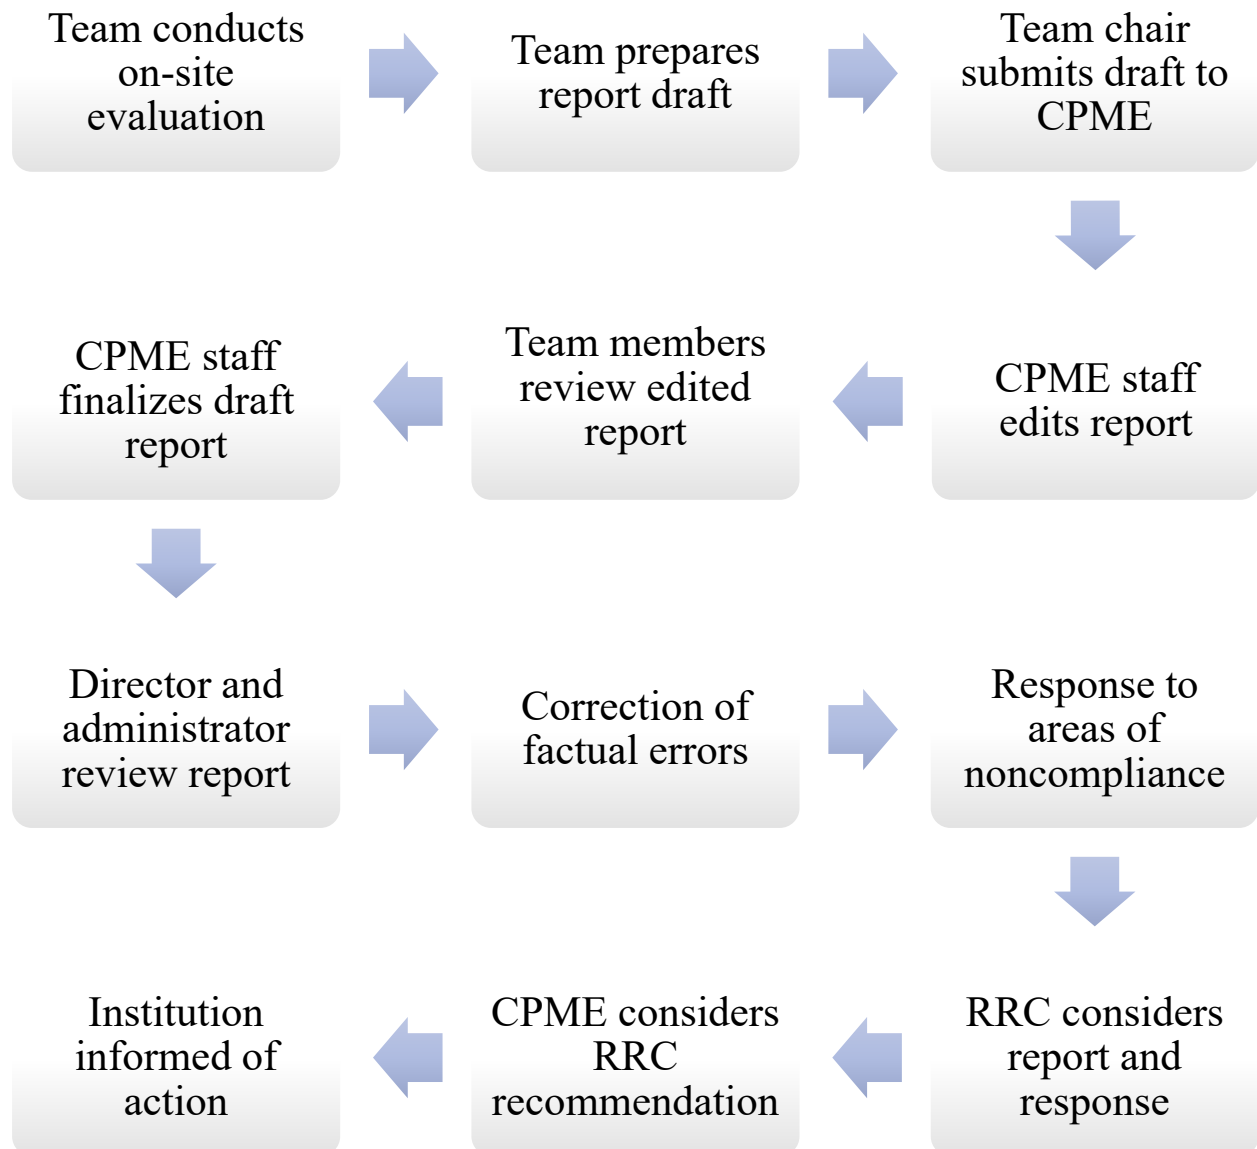 Team conducts
on-site
evaluation
Team prepares
report draft
Team chair
submits draft to
CPME
CPME staff
edits report
Team members
review edited
report
CPME staff
finalizes draft
report
Director and
administrator
review report
Correction of
factual errors
Response to
areas of
noncompliance
RRC considers
report and
response
CPME considers
RRC
recommendation
Institution
informed of
action